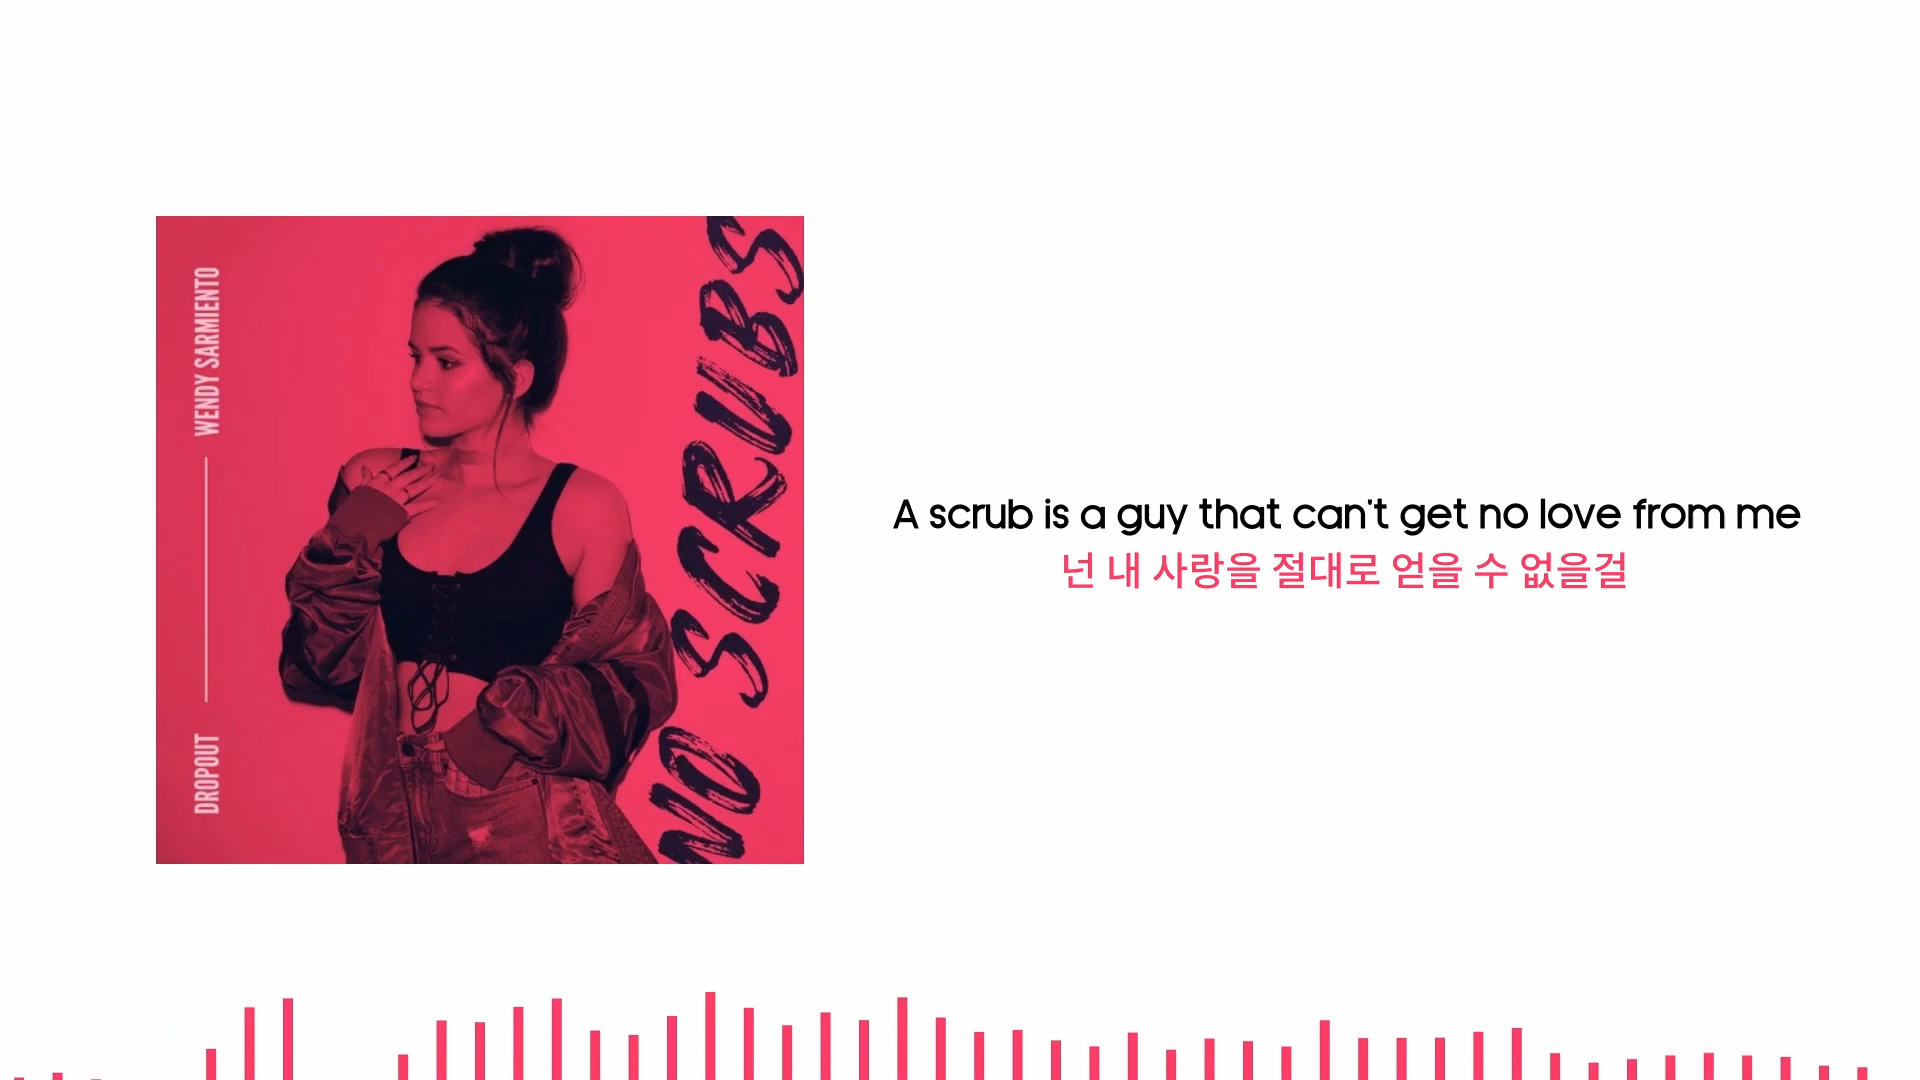 WENDY SARMIENTO
DROPOUT
NO SCRUBS
A scrub is a guy that can't get no love from me
넌 내 사랑을 절대로 얻을 수 없을걸